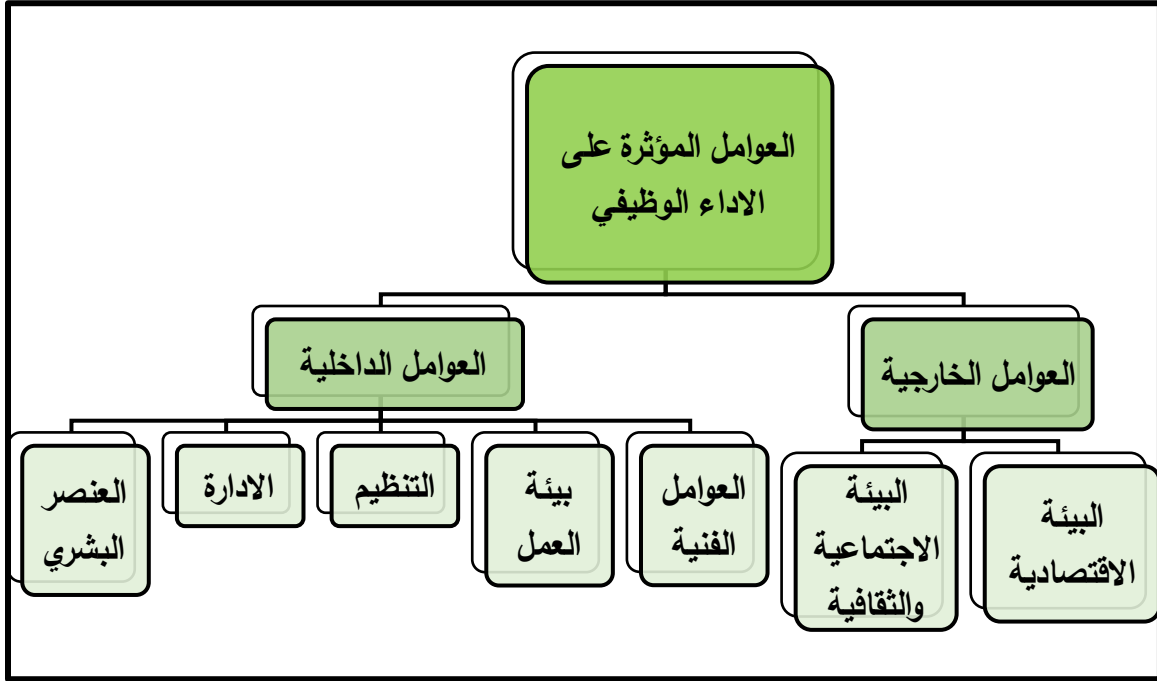 العوامل المؤثرة على
الاداء الوظيفي
العوامل الخارجية
العوامل الداخلية
البيئة
الاقتصادية
البيئة
الاجتماعية
والثقافية
العوامل
الفنية
بيئة
العمل
التنظيم
الادارة
العنصر
البشري